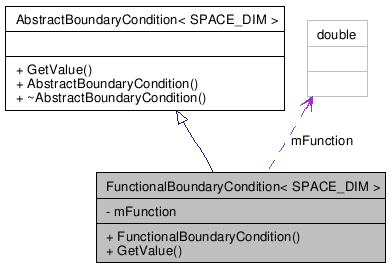 AbstractBoundaryCondition< SPACE_DIM >
+ GetValue()
+ AbstractBoundaryCondition()
+ ~AbstractBoundaryCondition()
double
mFunction
FunctionalBoundaryCondition< SPACE_DIM >
- mFunction
+ FunctionalBoundaryCondition()
+ GetValue()